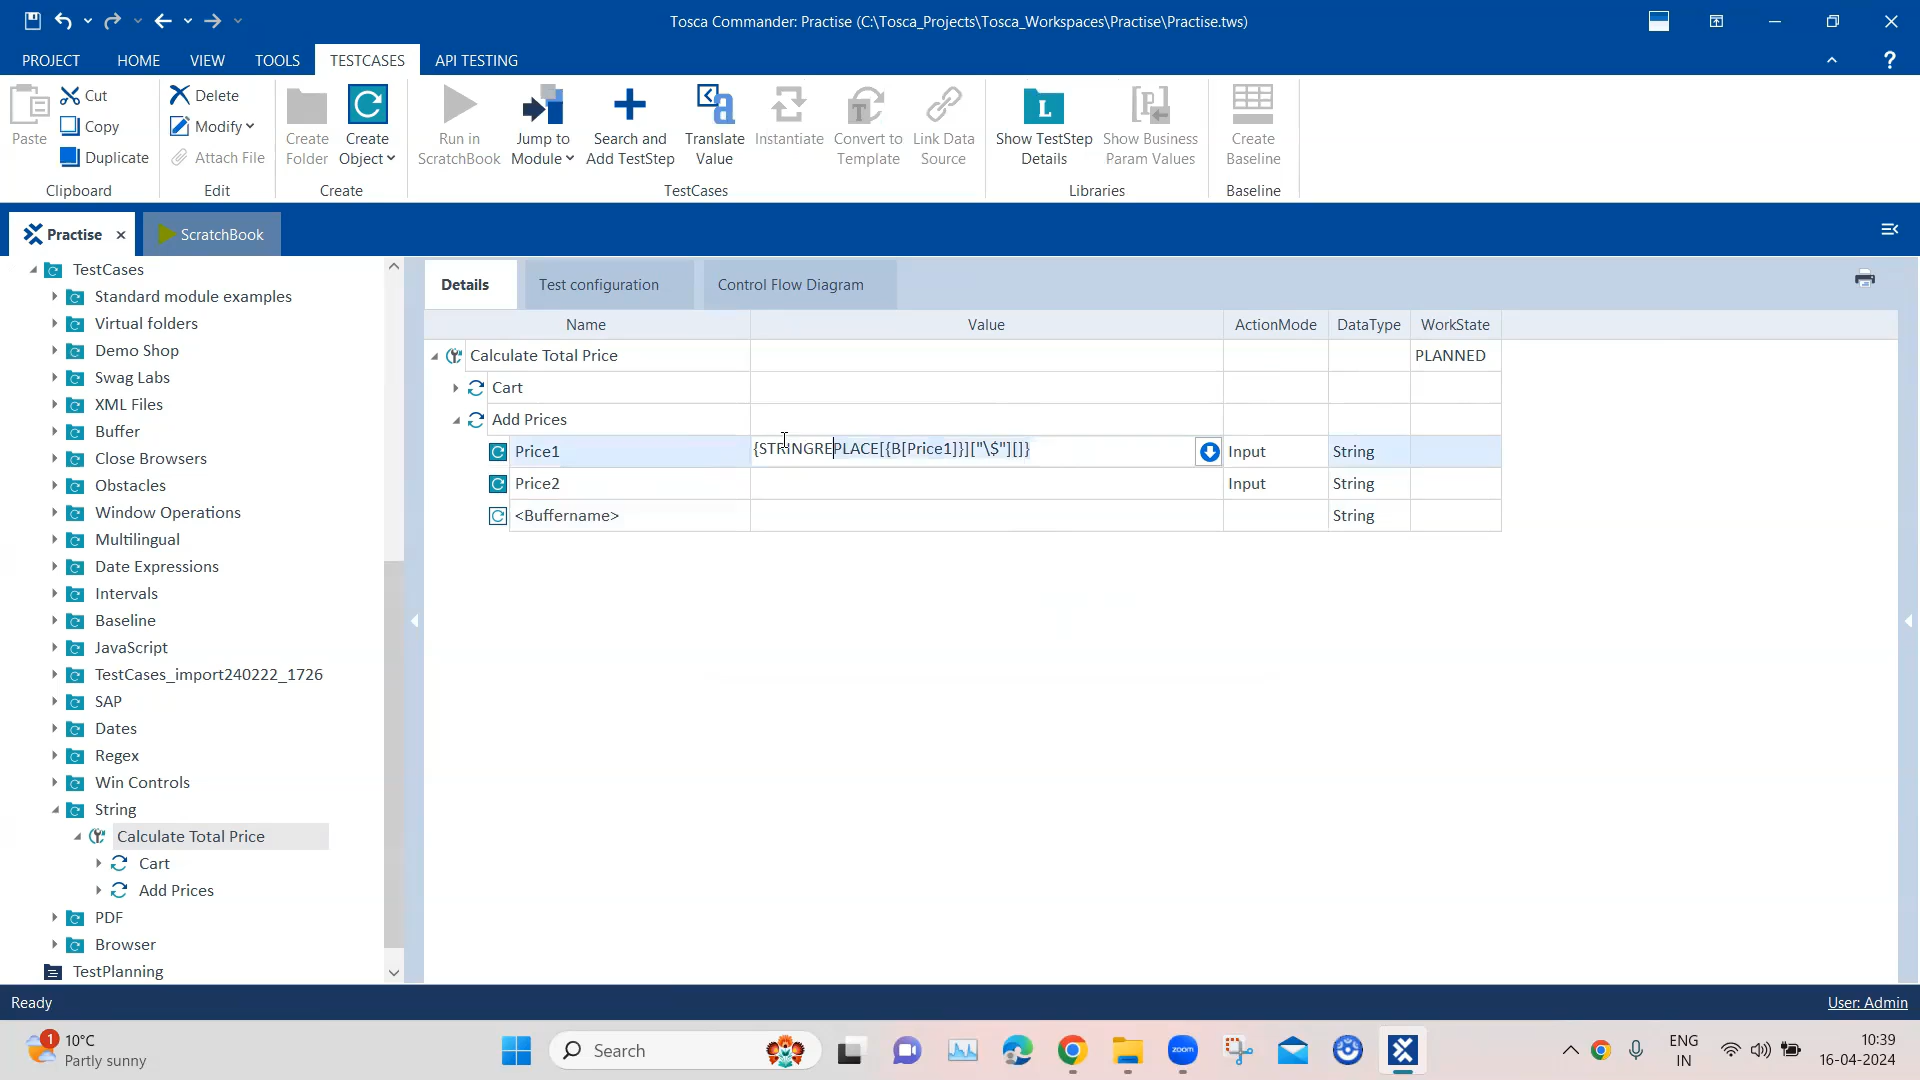 Tosca Commander: Practise (C:\Tosca_Projects\Tosca_Workspaces\Practise\Practise.tws)
PROJECT HOME VIEW TOOLS TESTCASES API TESTING
Paste
Cut
Copy
Duplicate
Clipboard
Delete
Modify
Attach File
Edit
Create Folder
Create Object
Create
Run in ScratchBook
Jump to Module
Search and Add TestStep
Translate Value
Instantiate
Convert to Template
Link Data Source
TestCases
Show TestStep Details
Show Business Param Values
Libraries
Create Baseline
Baseline
Practise
ScratchBook
TestCases
Standard module examples
Virtual folders
Demo Shop
Swag Labs
XML Files
Buffer
Close Browsers
Obstacles
Window Operations
Multilingual
Date Expressions
Intervals
Baseline
JavaScript
TestCases_import240222_1726
SAP
Dates
Regex
Win Controls
String
Calculate Total Price
Cart
Add Prices
PDF
Browser
TestPlanning
Details Test configuration Control Flow Diagram
Name Value ActionMode DataType WorkState
Calculate Total Price PLANNED
Cart
Add Prices
Price1 {STRINGREPLACE[{B[Price1]}]["\$"][]} Input String
Price2 Input String
<Buffername> String
Ready
User: Admin
1
10°C
Partly sunny
Search
zoom
ENG
IN
10:39
16-04-2024